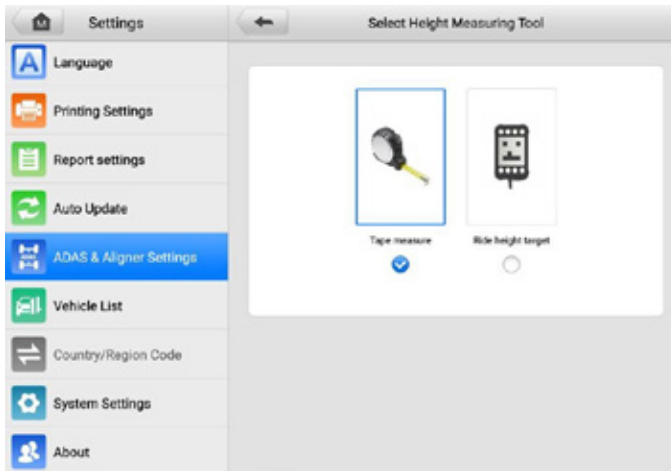 Settings
Select Height Measuring Tool
Language
Printing Settings
Report settings
Auto Update
ADAS & Aligner Settings
Vehicle List
Country/Region Code
System Settings
About
Tape measure
Ride height target